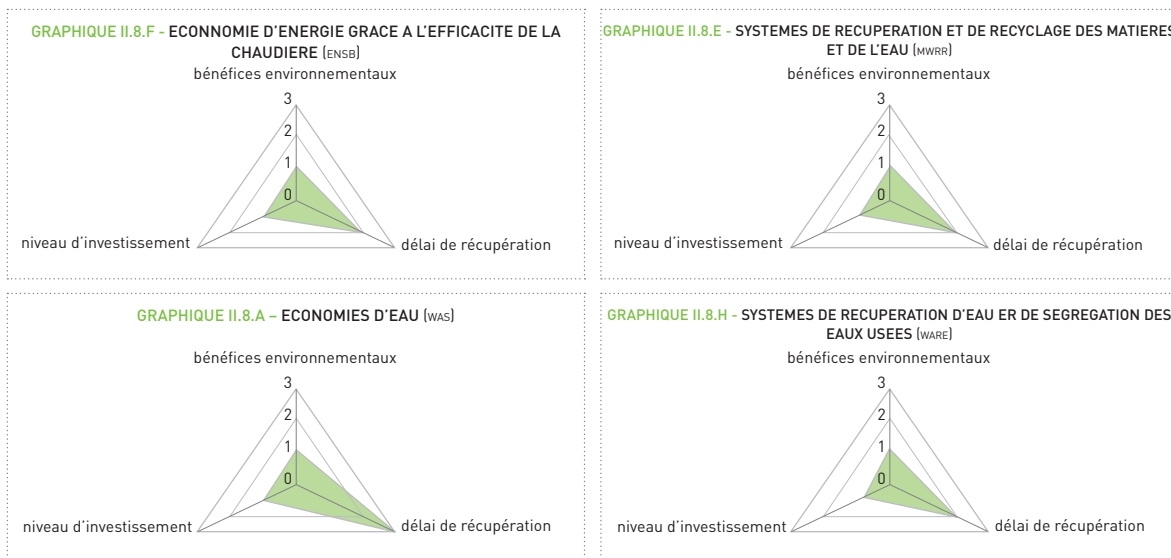 GRAPHIQUE II.8.F - ECONNOMIE D'ENERGIE GRACE A L'EFFICACITE DE LA
CHAUDIERE (ENSB)
bénéfices environnementaux
3
2
1
0
niveau d'investissement
délai de récupération
GRAPHIQUE II.8.E - SYSTEMES DE RECUPERATION ET DE RECYCLAGE DES MATIERES
ET DE L'EAU (MWRR)
bénéfices environnementaux
3
2
1
0
niveau d'investissement
délai de récupération
GRAPHIQUE II.8.A – ECONOMIES D'EAU (WAS)
bénéfices environnementaux
3
2
1
0
niveau d'investissement
délai de récupération
GRAPHIQUE II.8.H - SYSTEMES DE RECUPERATION D'EAU ER DE SEGREGATION DES
EAUX USEES (WARE)
bénéfices environnementaux
3
2
1
0
niveau d'investissement
délai de récupération